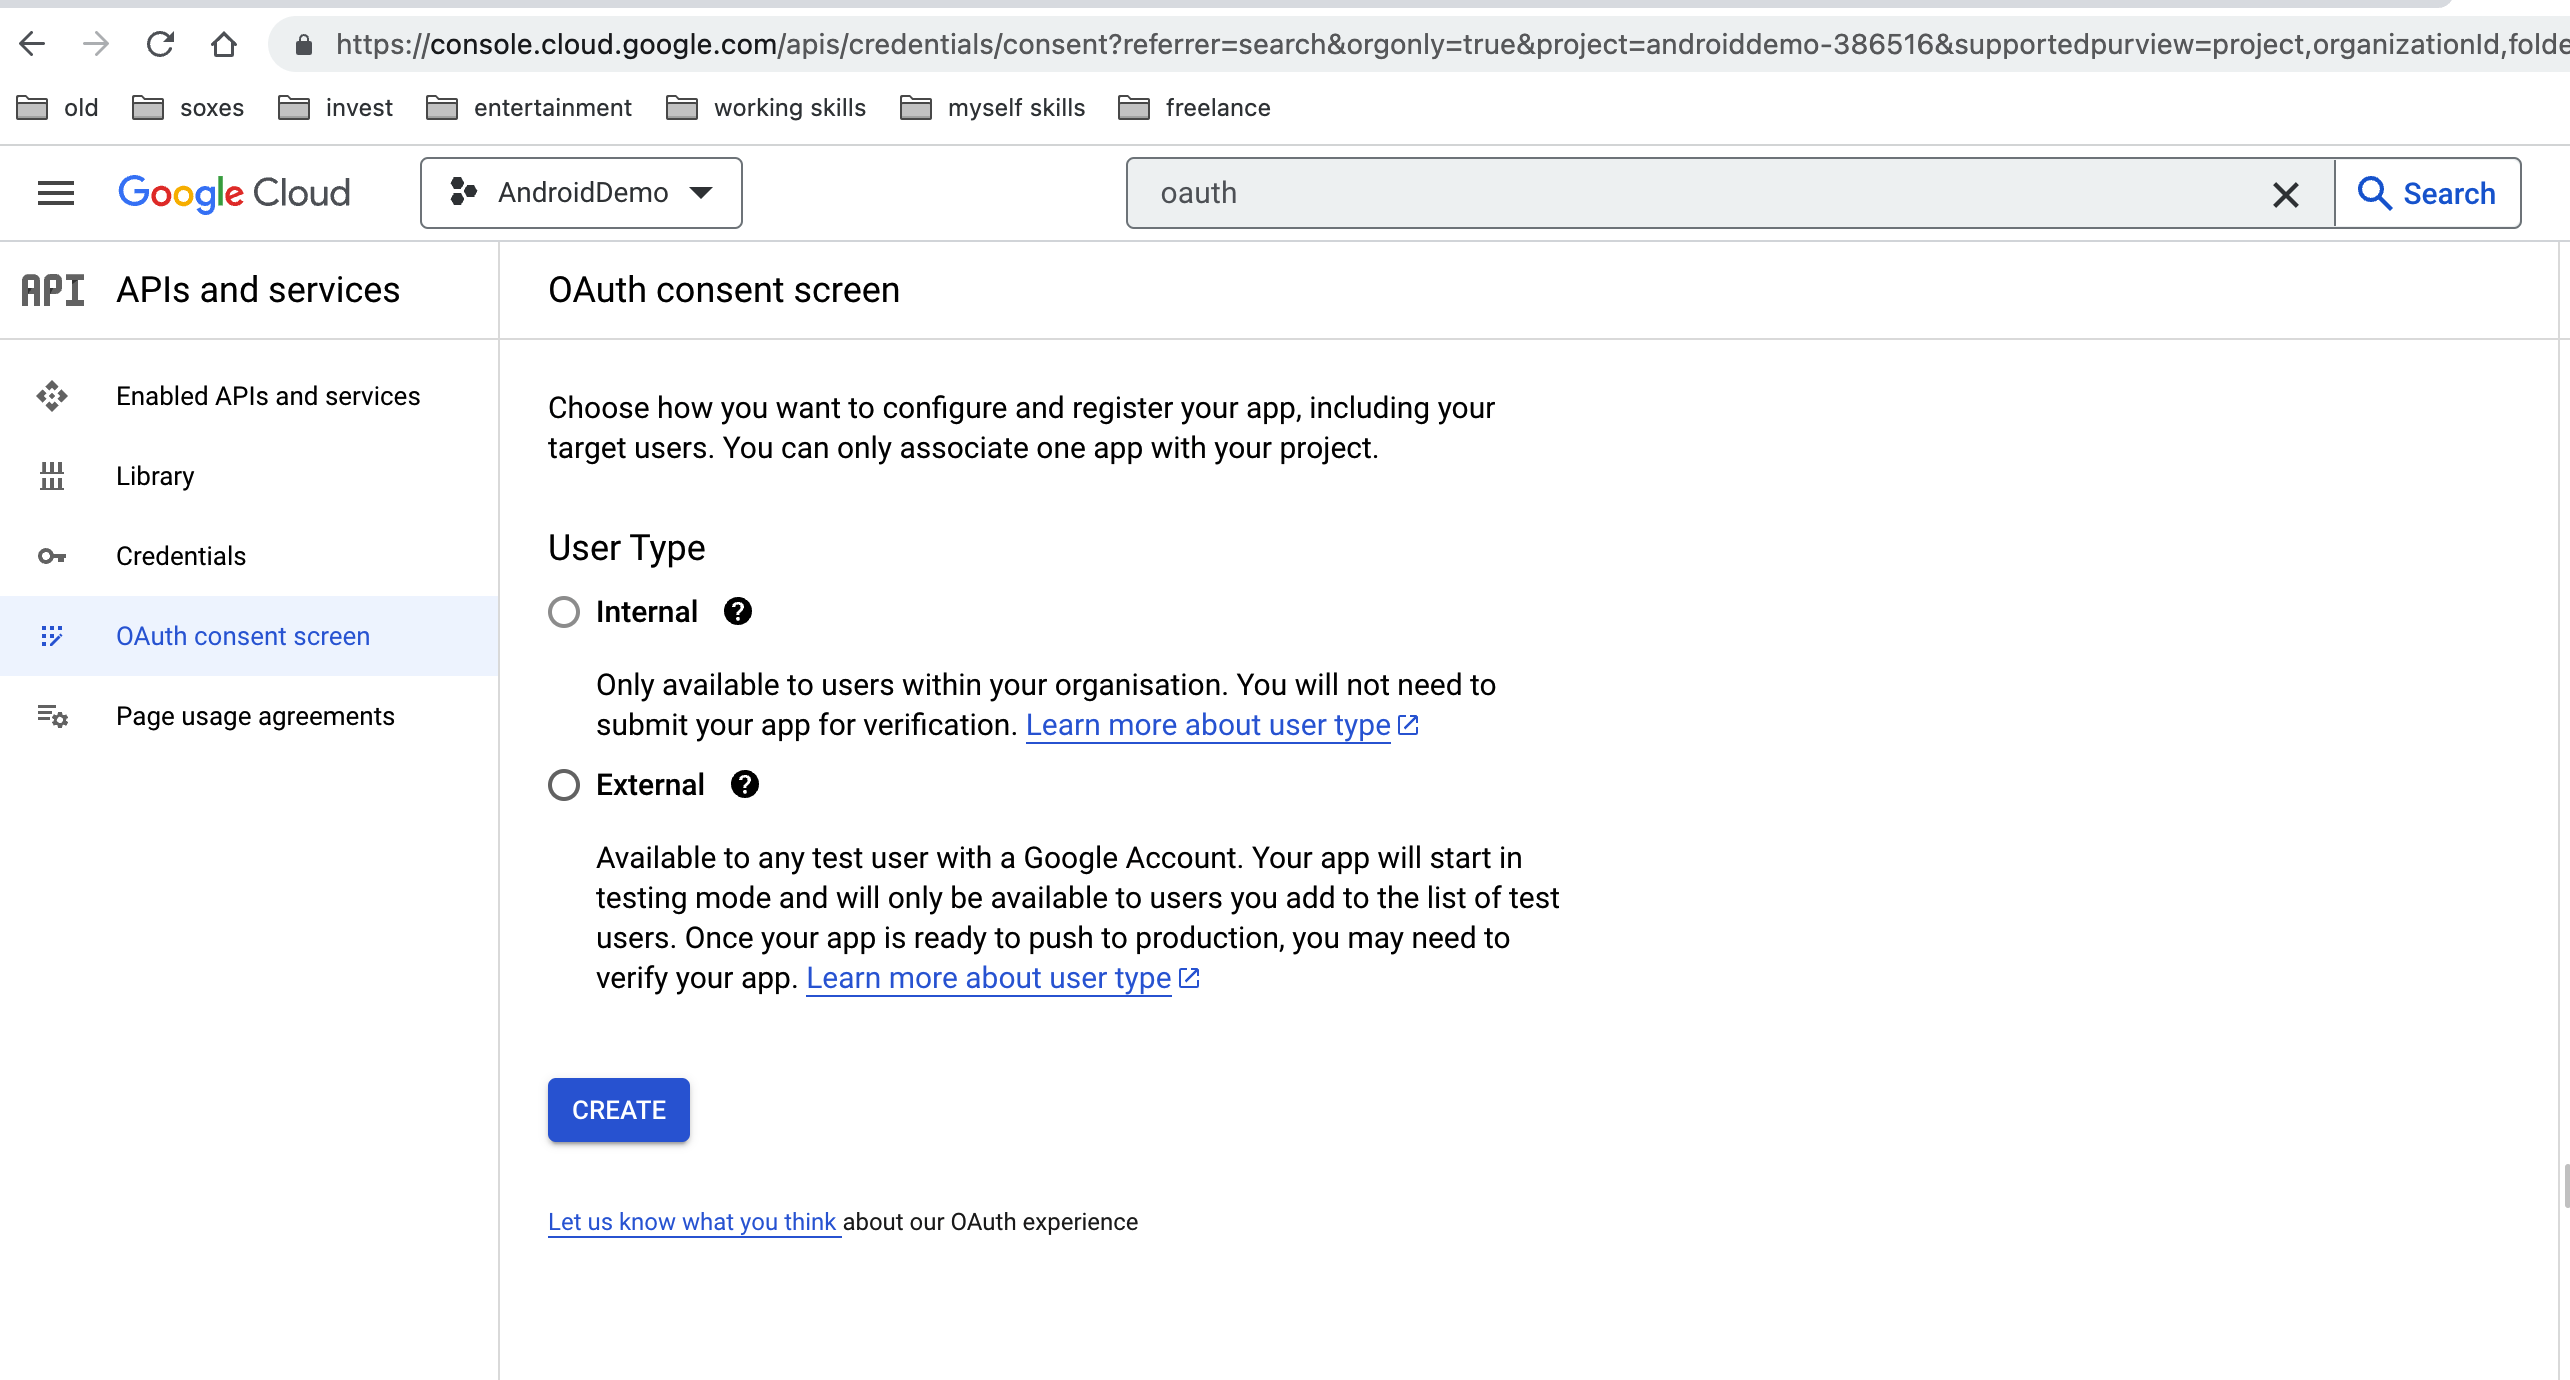 https://console.cloud.google.com/apis/credentials/consent?referrer=search&orgonly=true&project=androiddemo-386516&supportedpurview=project,organizationId,folde
old soxes invest entertainment working skills myself skills freelance
Google Cloud AndroidDemo oauth Search
API APIs and services
OAuth consent screen
Enabled APIs and services
Library
Credentials
OAuth consent screen
Page usage agreements
Choose how you want to configure and register your app, including your
target users. You can only associate one app with your project.
User Type
Internal
Only available to users within your organisation. You will not need to
submit your app for verification. Learn more about user type
External
Available to any test user with a Google Account. Your app will start in
testing mode and will only be available to users you add to the list of test
users. Once your app is ready to push to production, you may need to
verify your app. Learn more about user type
CREATE
Let us know what you think about our OAuth experience